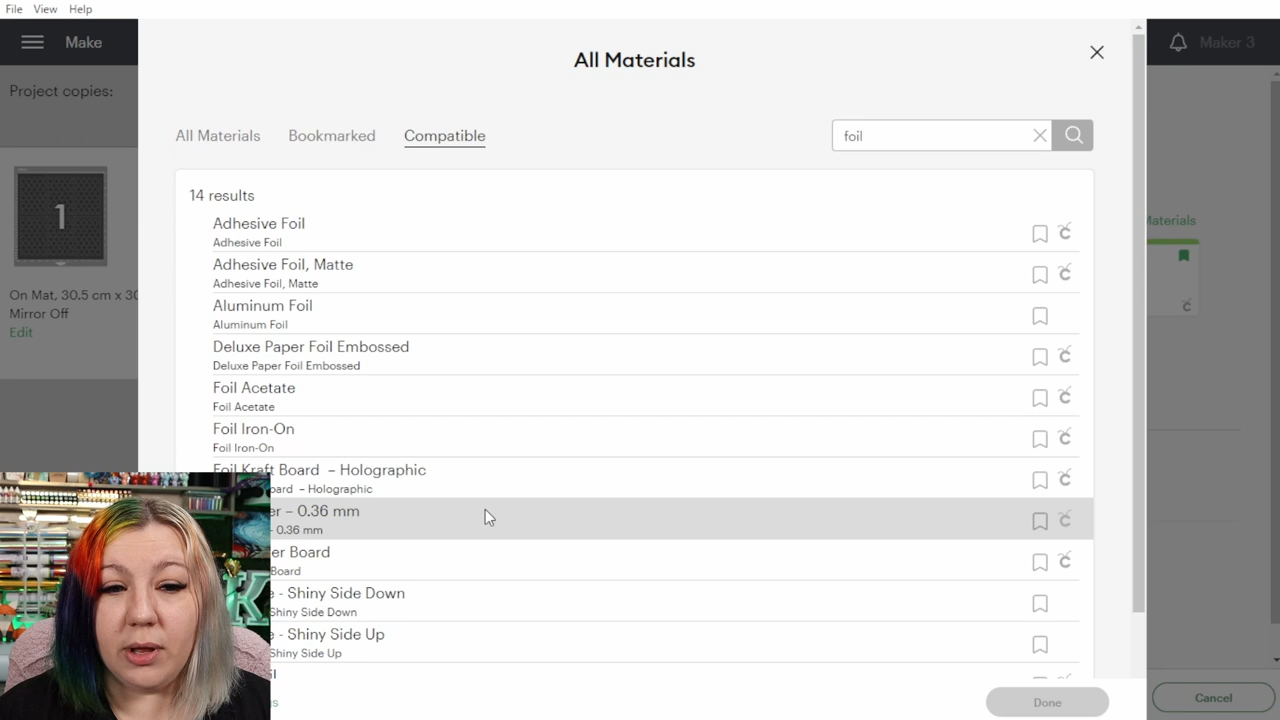 File View Help
Make
All Materials
Maker 3
Project copies:
All Materials Bookmarked Compatible
foil
14 results
Adhesive Foil
Adhesive Foil
Adhesive Foil, Matte
Adhesive Foil, Matte
Aluminum Foil
Aluminum Foil
Deluxe Paper Foil Embossed
Deluxe Paper Foil Embossed
Foil Acetate
Foil Acetate
Foil Iron-On
Foil Iron-On
Foil Kraft Board – Holographic
oard – Holographic
er – 0.36 mm
– 0.36 mm
er Board
Board
e - Shiny Side Down
Shiny Side Down
e - Shiny Side Up
Shiny Side Up
1
On Mat, 30.5 cm x 30
Mirror Off
Edit
Materials
Done
Cancel